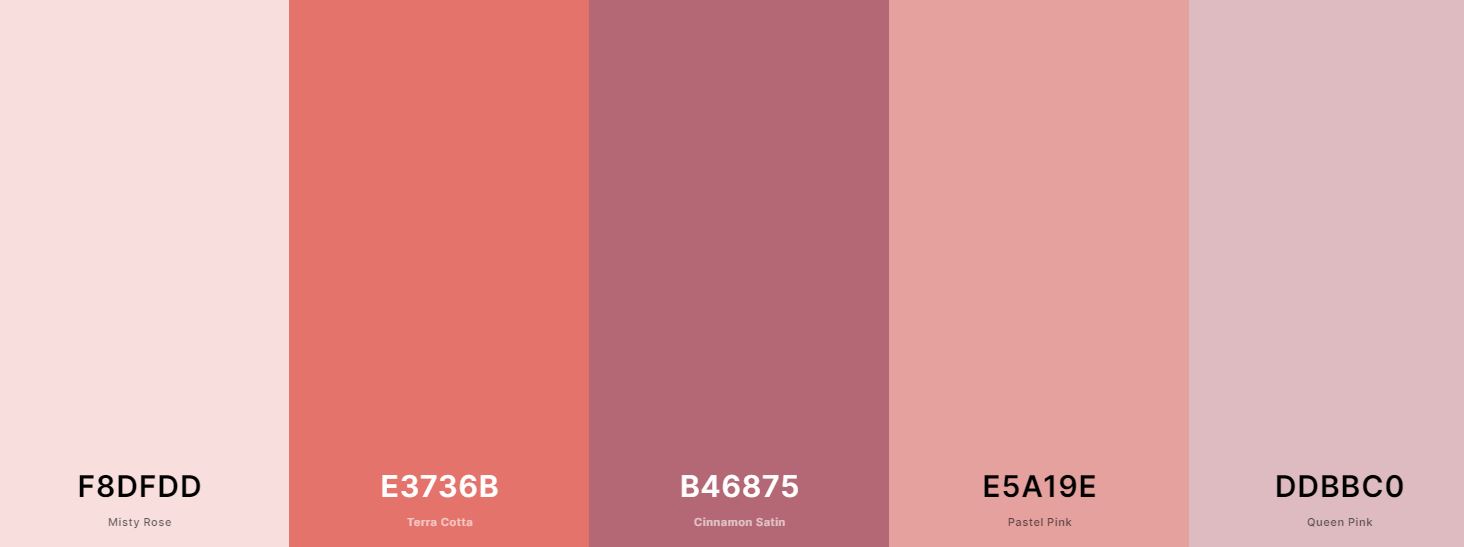 F8DFDD
Misty Rose
E3736B
Terra Cotta
B46875
Cinnamon Satin
E5A19E
Pastel Pink
DDBBC0
Queen Pink